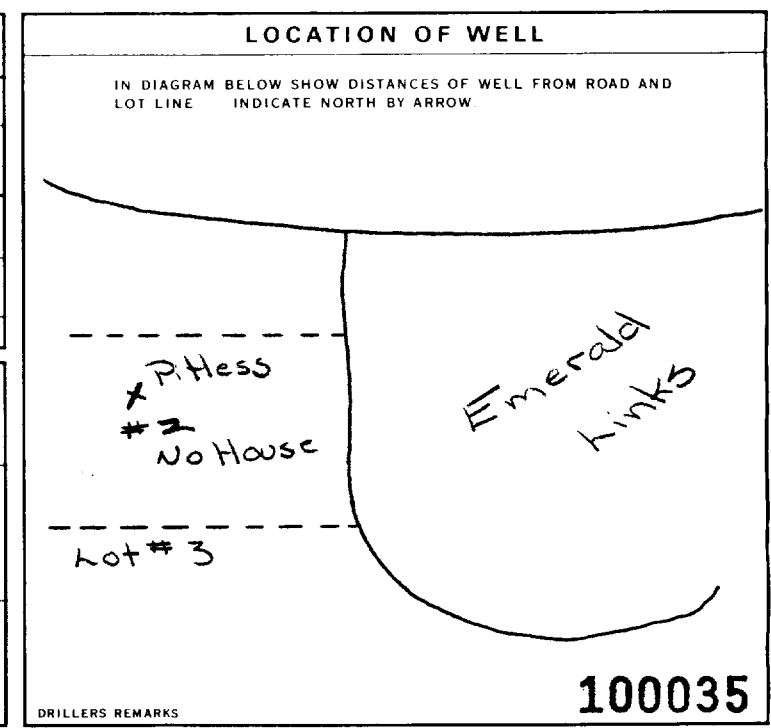 LOCATION OF WELL
IN DIAGRAM BELOW SHOW DISTANCES OF WELL FROM ROAD AND
LOT LINE INDICATE NORTH BY ARROW.
Pitless
X
#2
No House
Emerald
Links
Lot # 3
DRILLERS REMARKS
100035